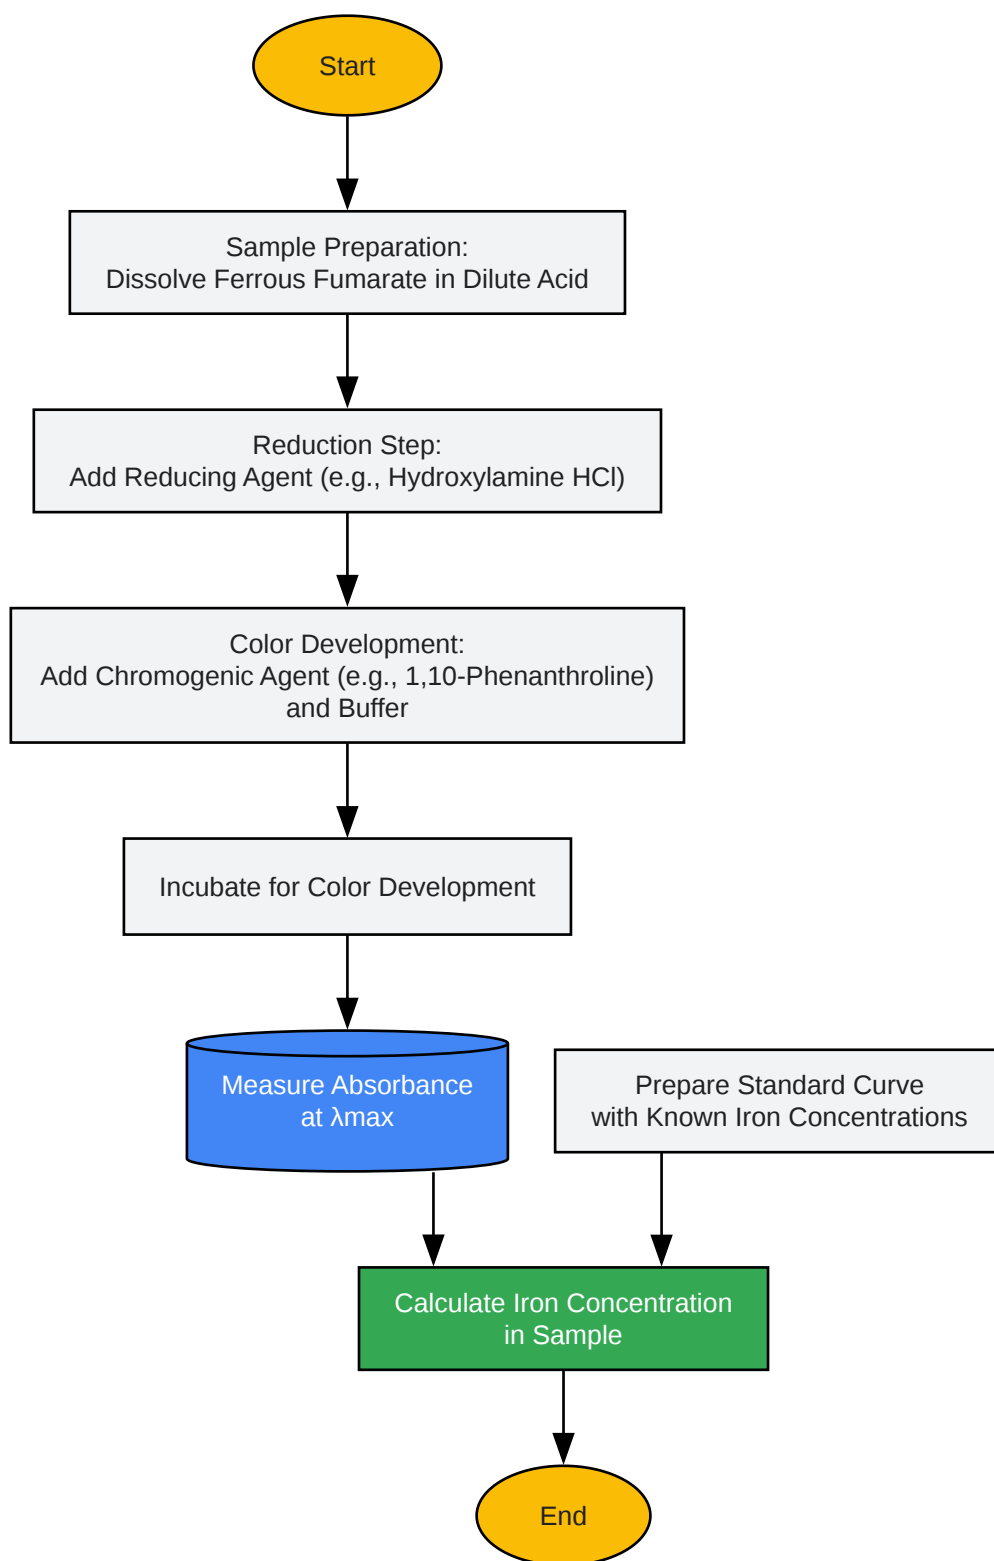 Start
Sample Preparation:
Dissolve Ferrous Fumarate in Dilute Acid
Reduction Step:
Add Reducing Agent (e.g., Hydroxylamine HCl)
Color Development:
Add Chromogenic Agent (e.g., 1,10-Phenanthroline)
and Buffer
Incubate for Color Development
Measure Absorbance
at λmax
Prepare Standard Curve
with Known Iron Concentrations
Calculate Iron Concentration
in Sample
End